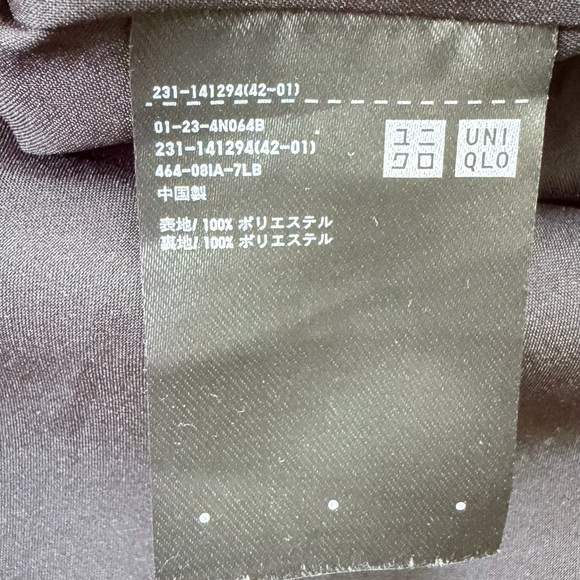 231-141294(42-01)
01-23-4N064B
231-141294(42-01)
464-081A-7LB
中国製
表地/ 100% ポリエステル
裏地/ 100% ポリエステル
ユニ
クロ
UNI
QLO